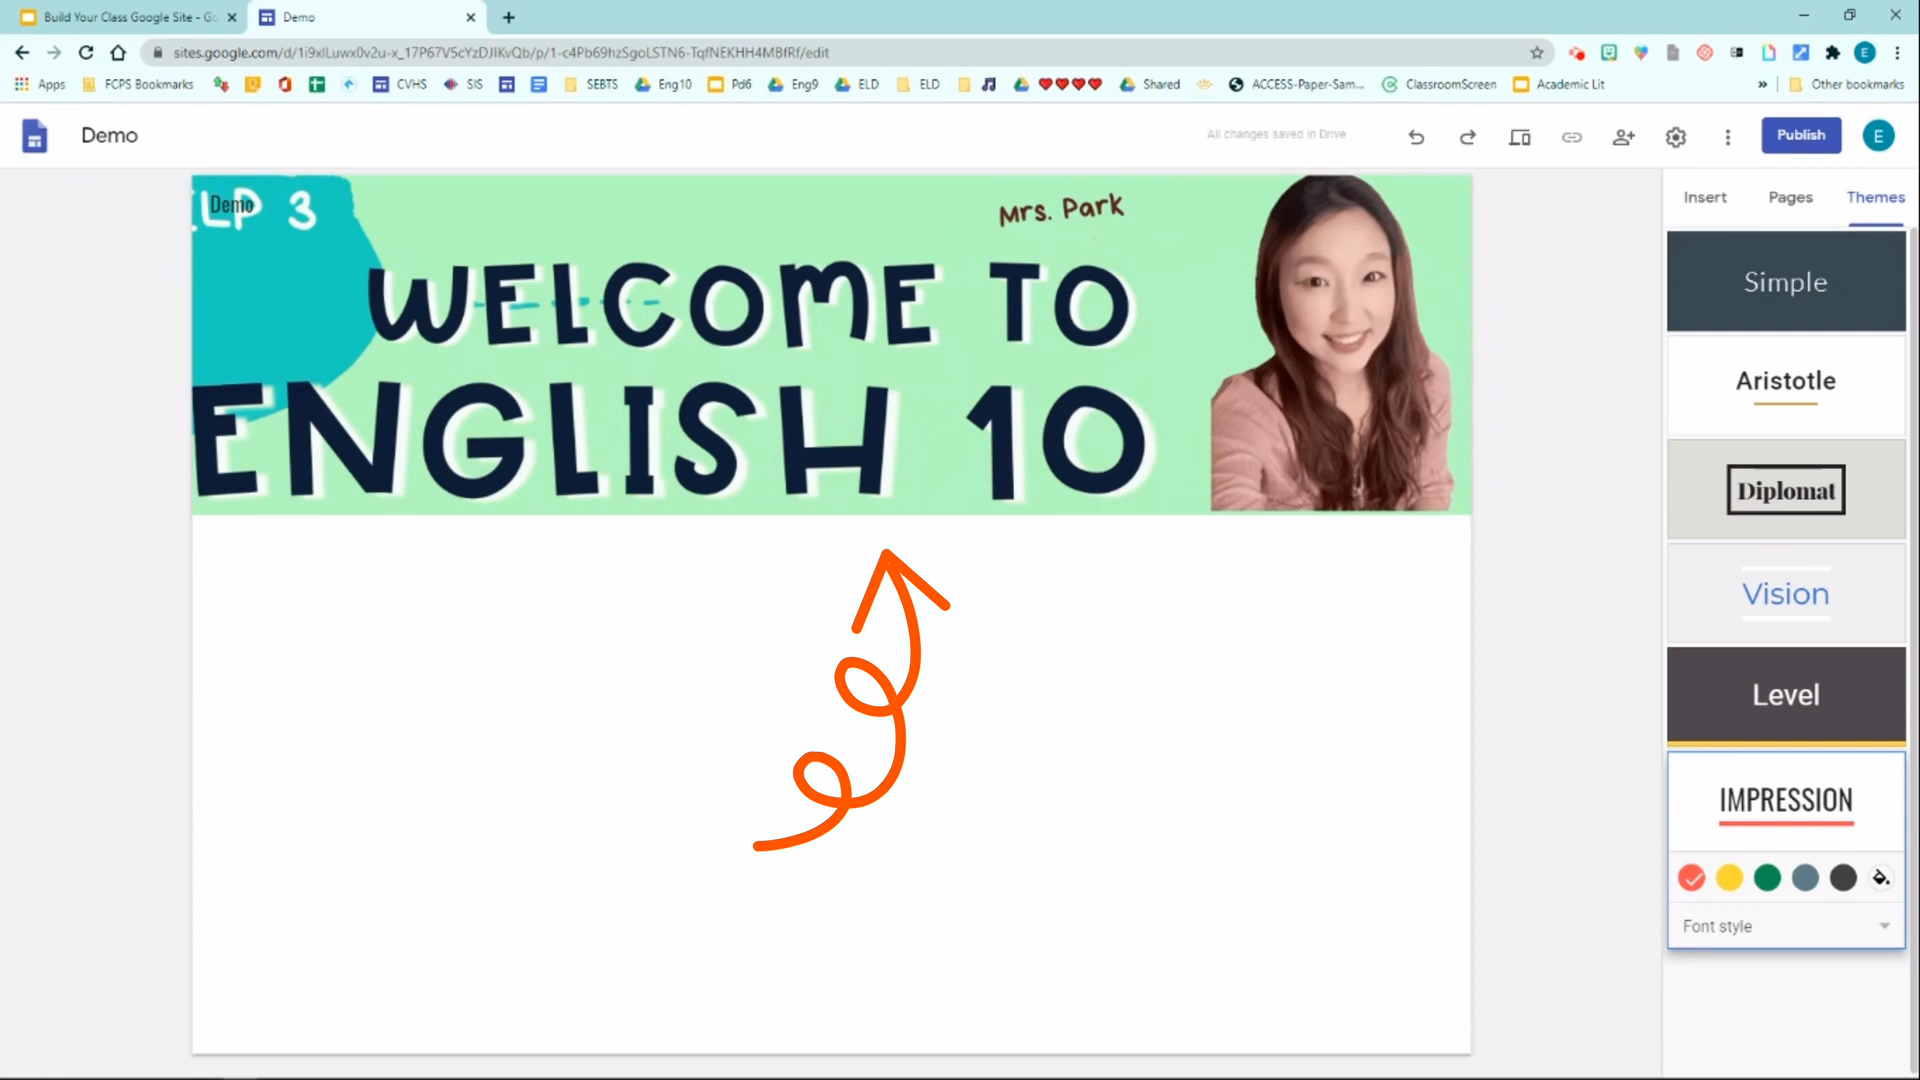 Build Your Class Google Site - Go
Demo
sites.google.com/d/1i9xlLuwx0v2u-x_17P67V5cYzDJIKvQb/p/1-c4Pb69hzSgoLSTN6-TqfNEKHH4MBfRf/edit
Apps FCPS Bookmarks CVHS SIS SEBTS Eng10 Pd6 Eng9 ELD ELD Shared ACCESS-Paper-Sam... ClassroomScreen Academic Lit » Other bookmarks
Demo
All changes saved in Drive
Publish
E
Insert Pages Themes
Demo
LP 3
Mrs. Park
WELCOME TO
ENGLISH 10
Simple
Aristotle
Diplomat
Vision
Level
IMPRESSION
Font style